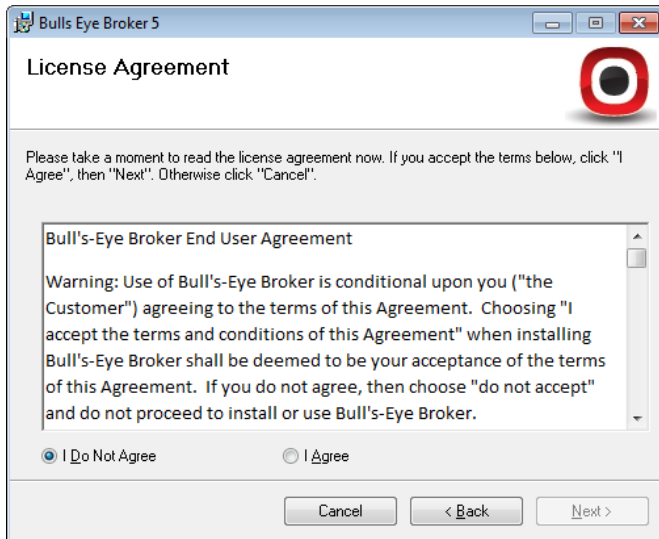 Bulls Eye Broker 5
License Agreement
Please take a moment to read the license agreement now. If you accept the terms below, click "I
Agree", then "Next". Otherwise click "Cancel".
Bull's-Eye Broker End User Agreement
Warning: Use of Bull's-Eye Broker is conditional upon you ("the
Customer") agreeing to the terms of this Agreement.  Choosing "I
accept the terms and conditions of this Agreement" when installing
Bull's-Eye Broker shall be deemed to be your acceptance of the terms
of this Agreement.  If you do not agree, then choose "do not accept"
and do not proceed to install or use Bull's-Eye Broker.
I Do Not Agree
I Agree
Cancel
< Back
Next >